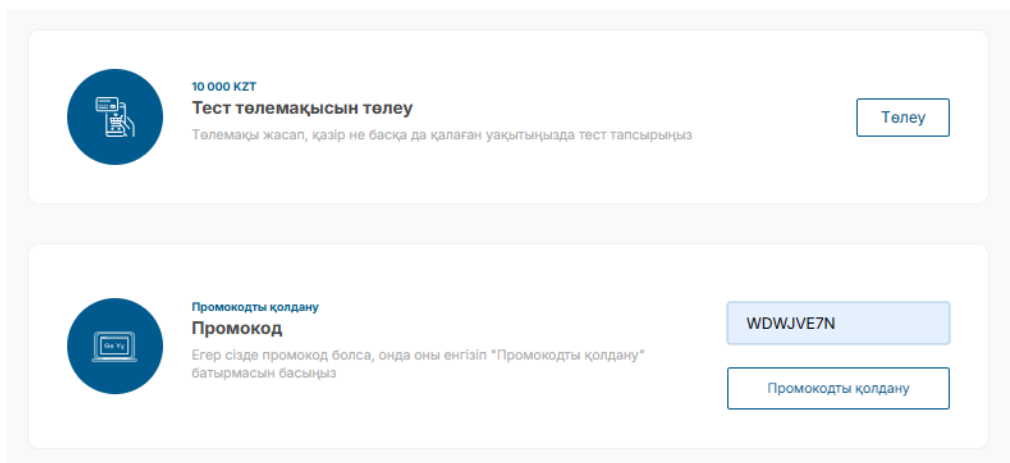 10 000 KZT
Тест төлемақысын төлеу
Төлемақы жасап, қазір не басқа да қалаған уақытыңызда тест тапсырыңыз
Төлеу
Промокодты қолдану
Промокод
Егер сізде промокод болса, онда оны енгізіп "Промокодты қолдану"
батырмасын басыңыз
WDWJVE7N
Промокодты қолдану